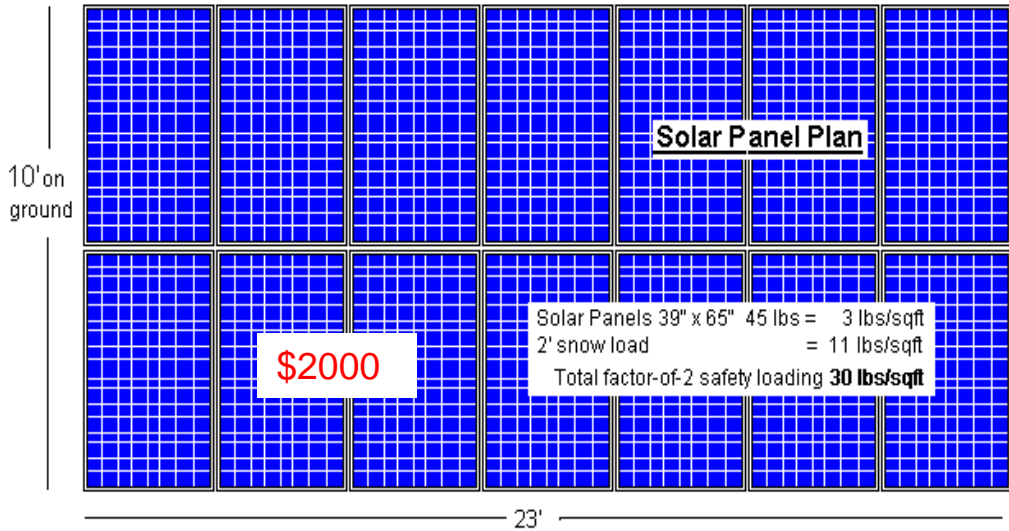 Solar Panel Plan
10' on
ground
$2000
Solar Panels 39" x 65" 45 lbs = 3 lbs/sqft
2' snow load = 11 lbs/sqft
Total factor-of-2 safety loading 30 lbs/sqft
23'